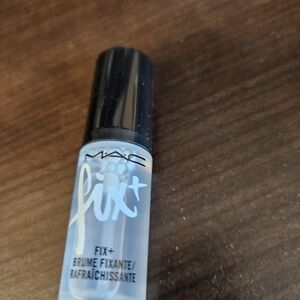 MAC
fix+
FIX+
BRUME FIXANTE/
RAFRAÎCHISSANTE